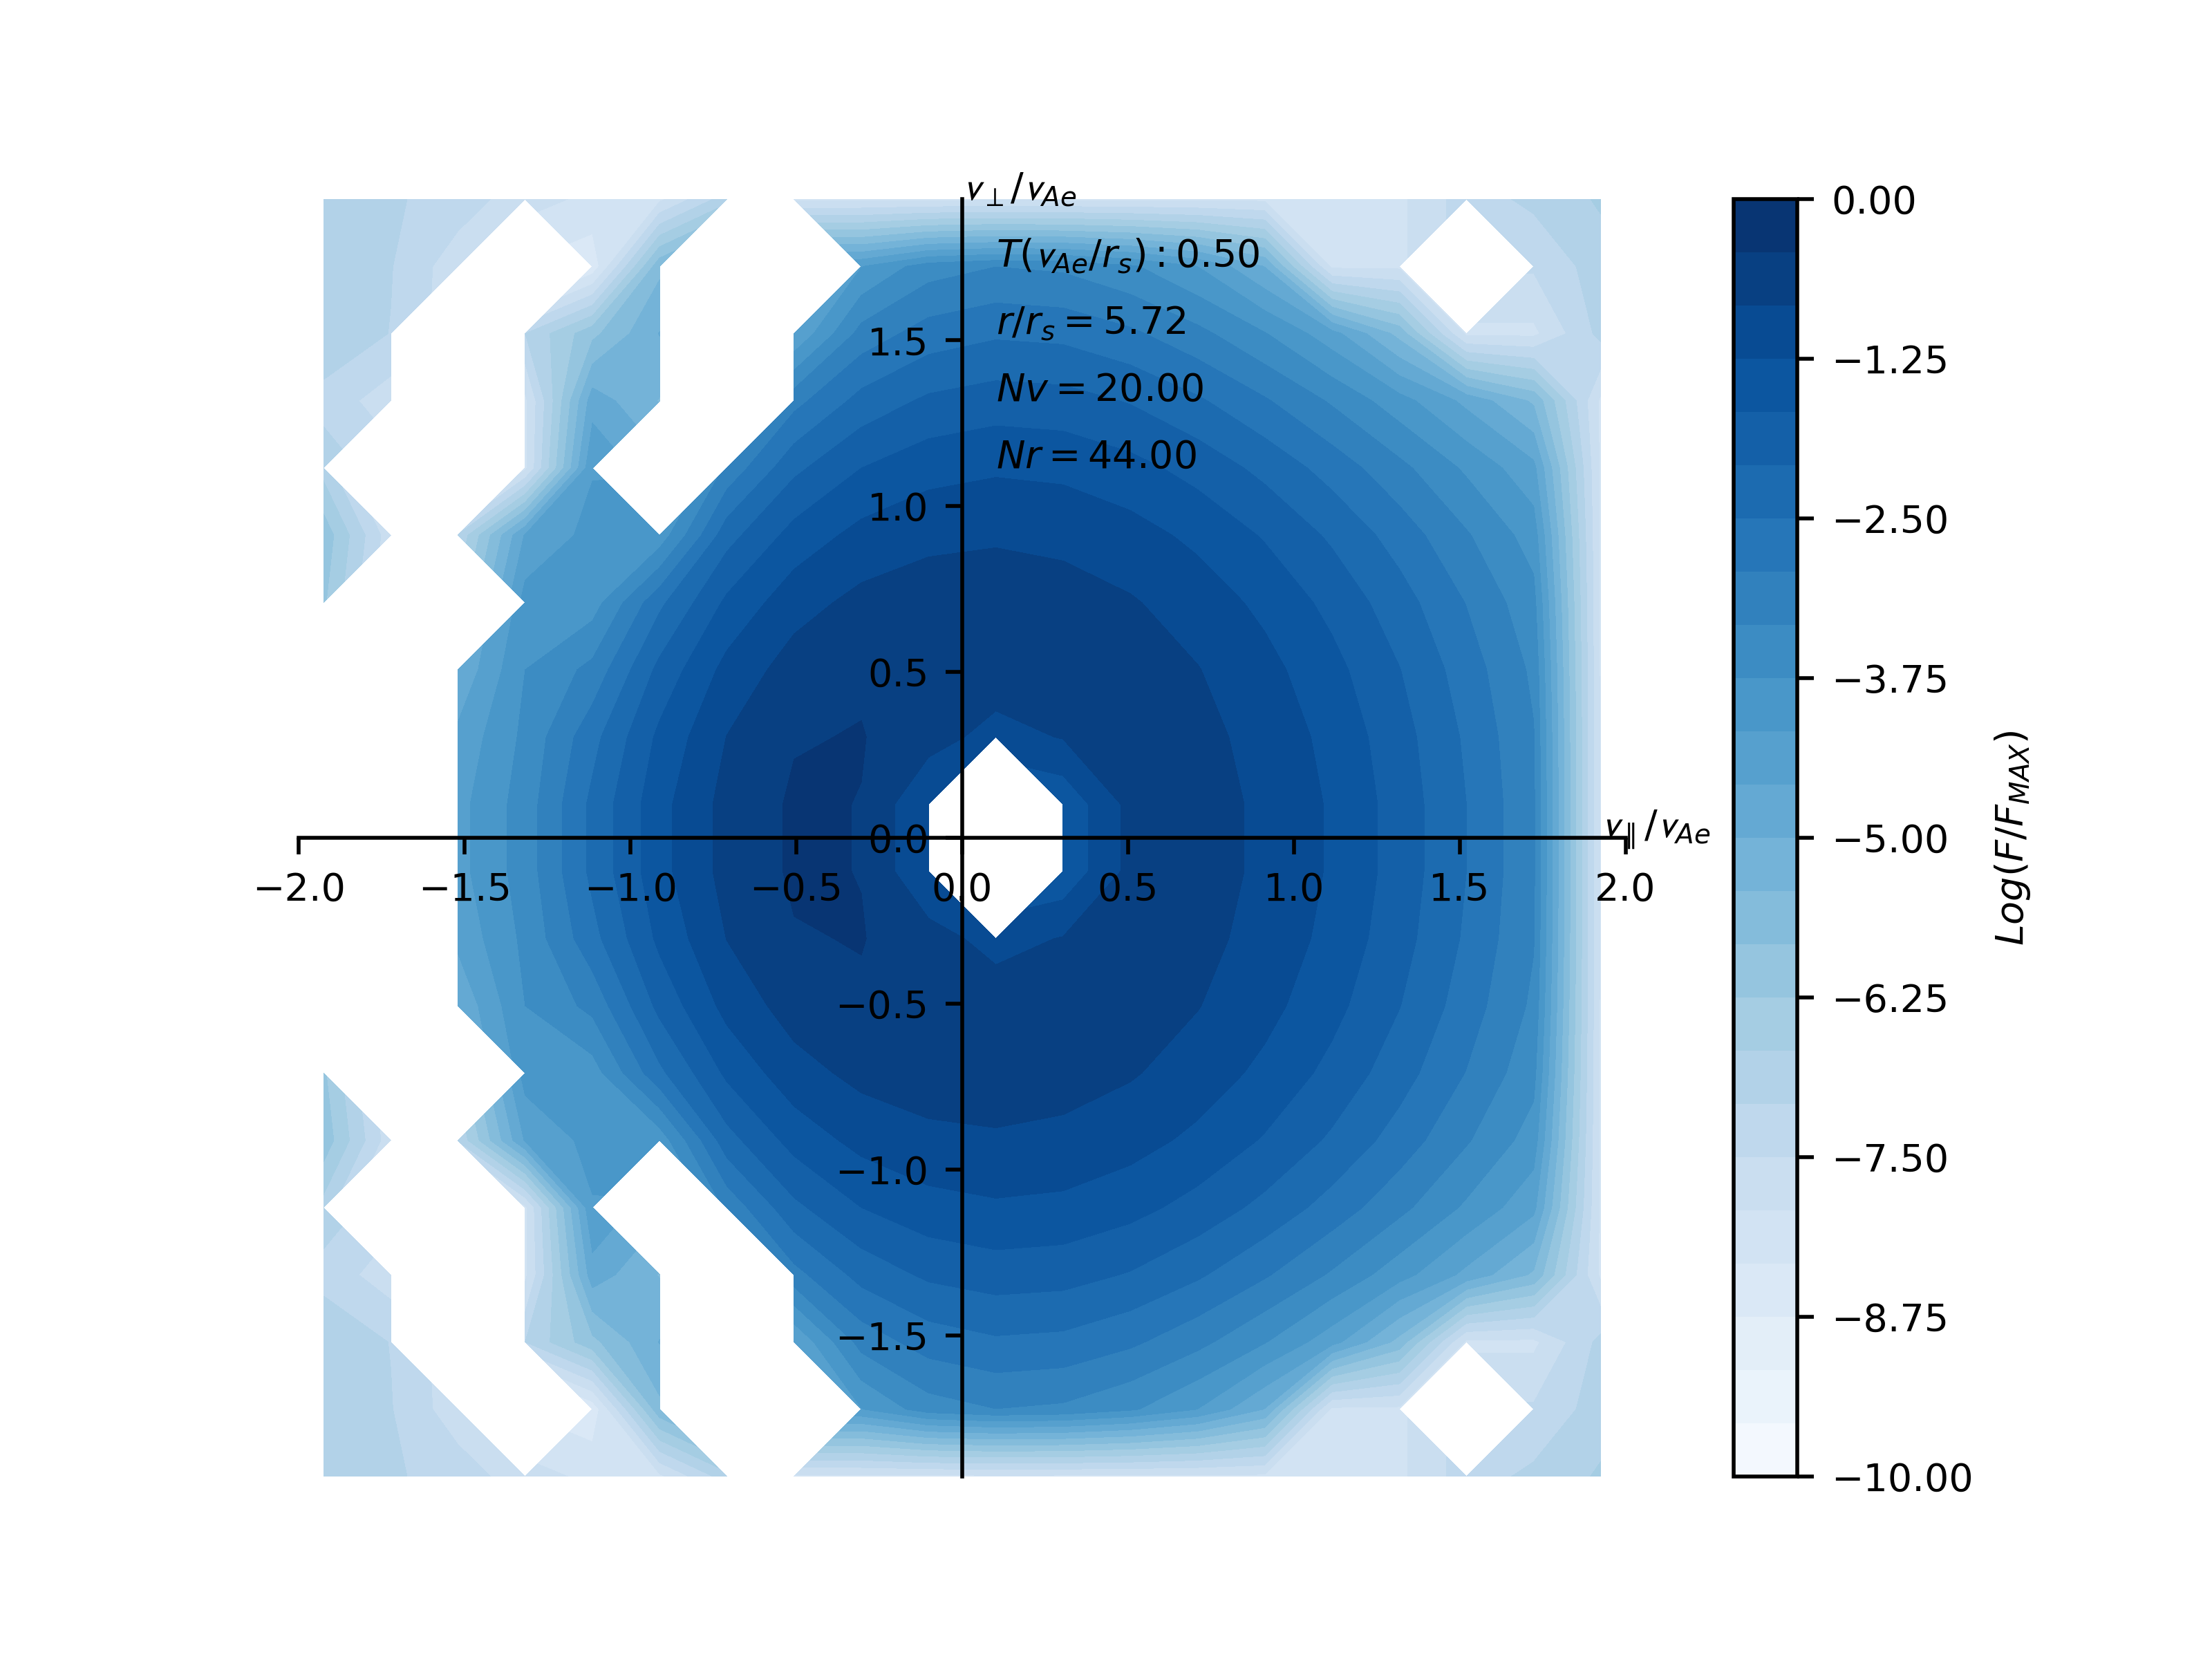 v⊥/vAe
T(vAe/rs) : 0.50
r/rs = 5.72
Nv = 20.00
Nr = 44.00
1.5
1.0
0.5
0.0
−0.5
−1.0
−1.5
v∥/vAe
−2.0 −1.5 −1.0 −0.5 0.0 0.5 1.0 1.5 2.0
0.00
−1.25
−2.50
−3.75
−5.00
−6.25
−7.50
−8.75
−10.00
Log(F/FMAX)